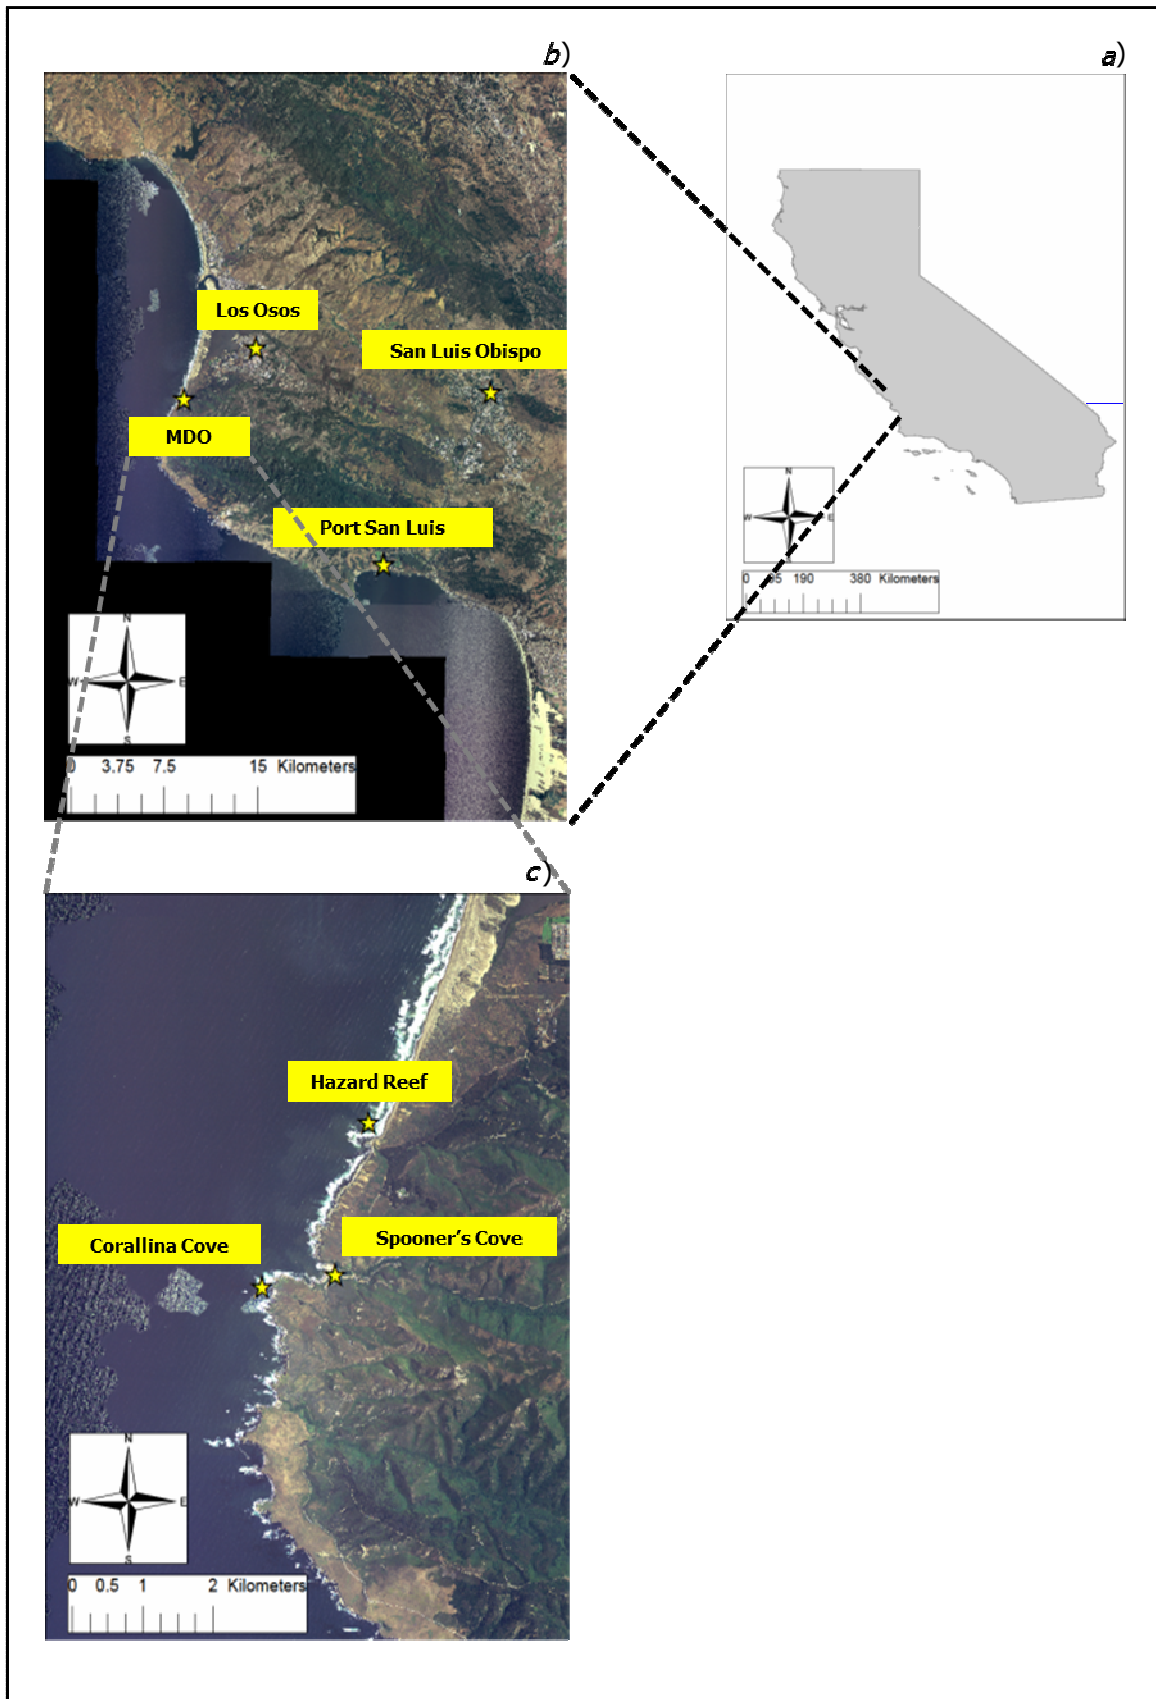 b)
a)
Los Osos
San Luis Obispo
MDO
Port San Luis
N
W E
S
0 3.75 7.5 15 Kilometers
N
W E
S
0 95 190 380 Kilometers
c)
Hazard Reef
Corallina Cove
Spooner's Cove
N
W E
S
0 0.5 1 2 Kilometers